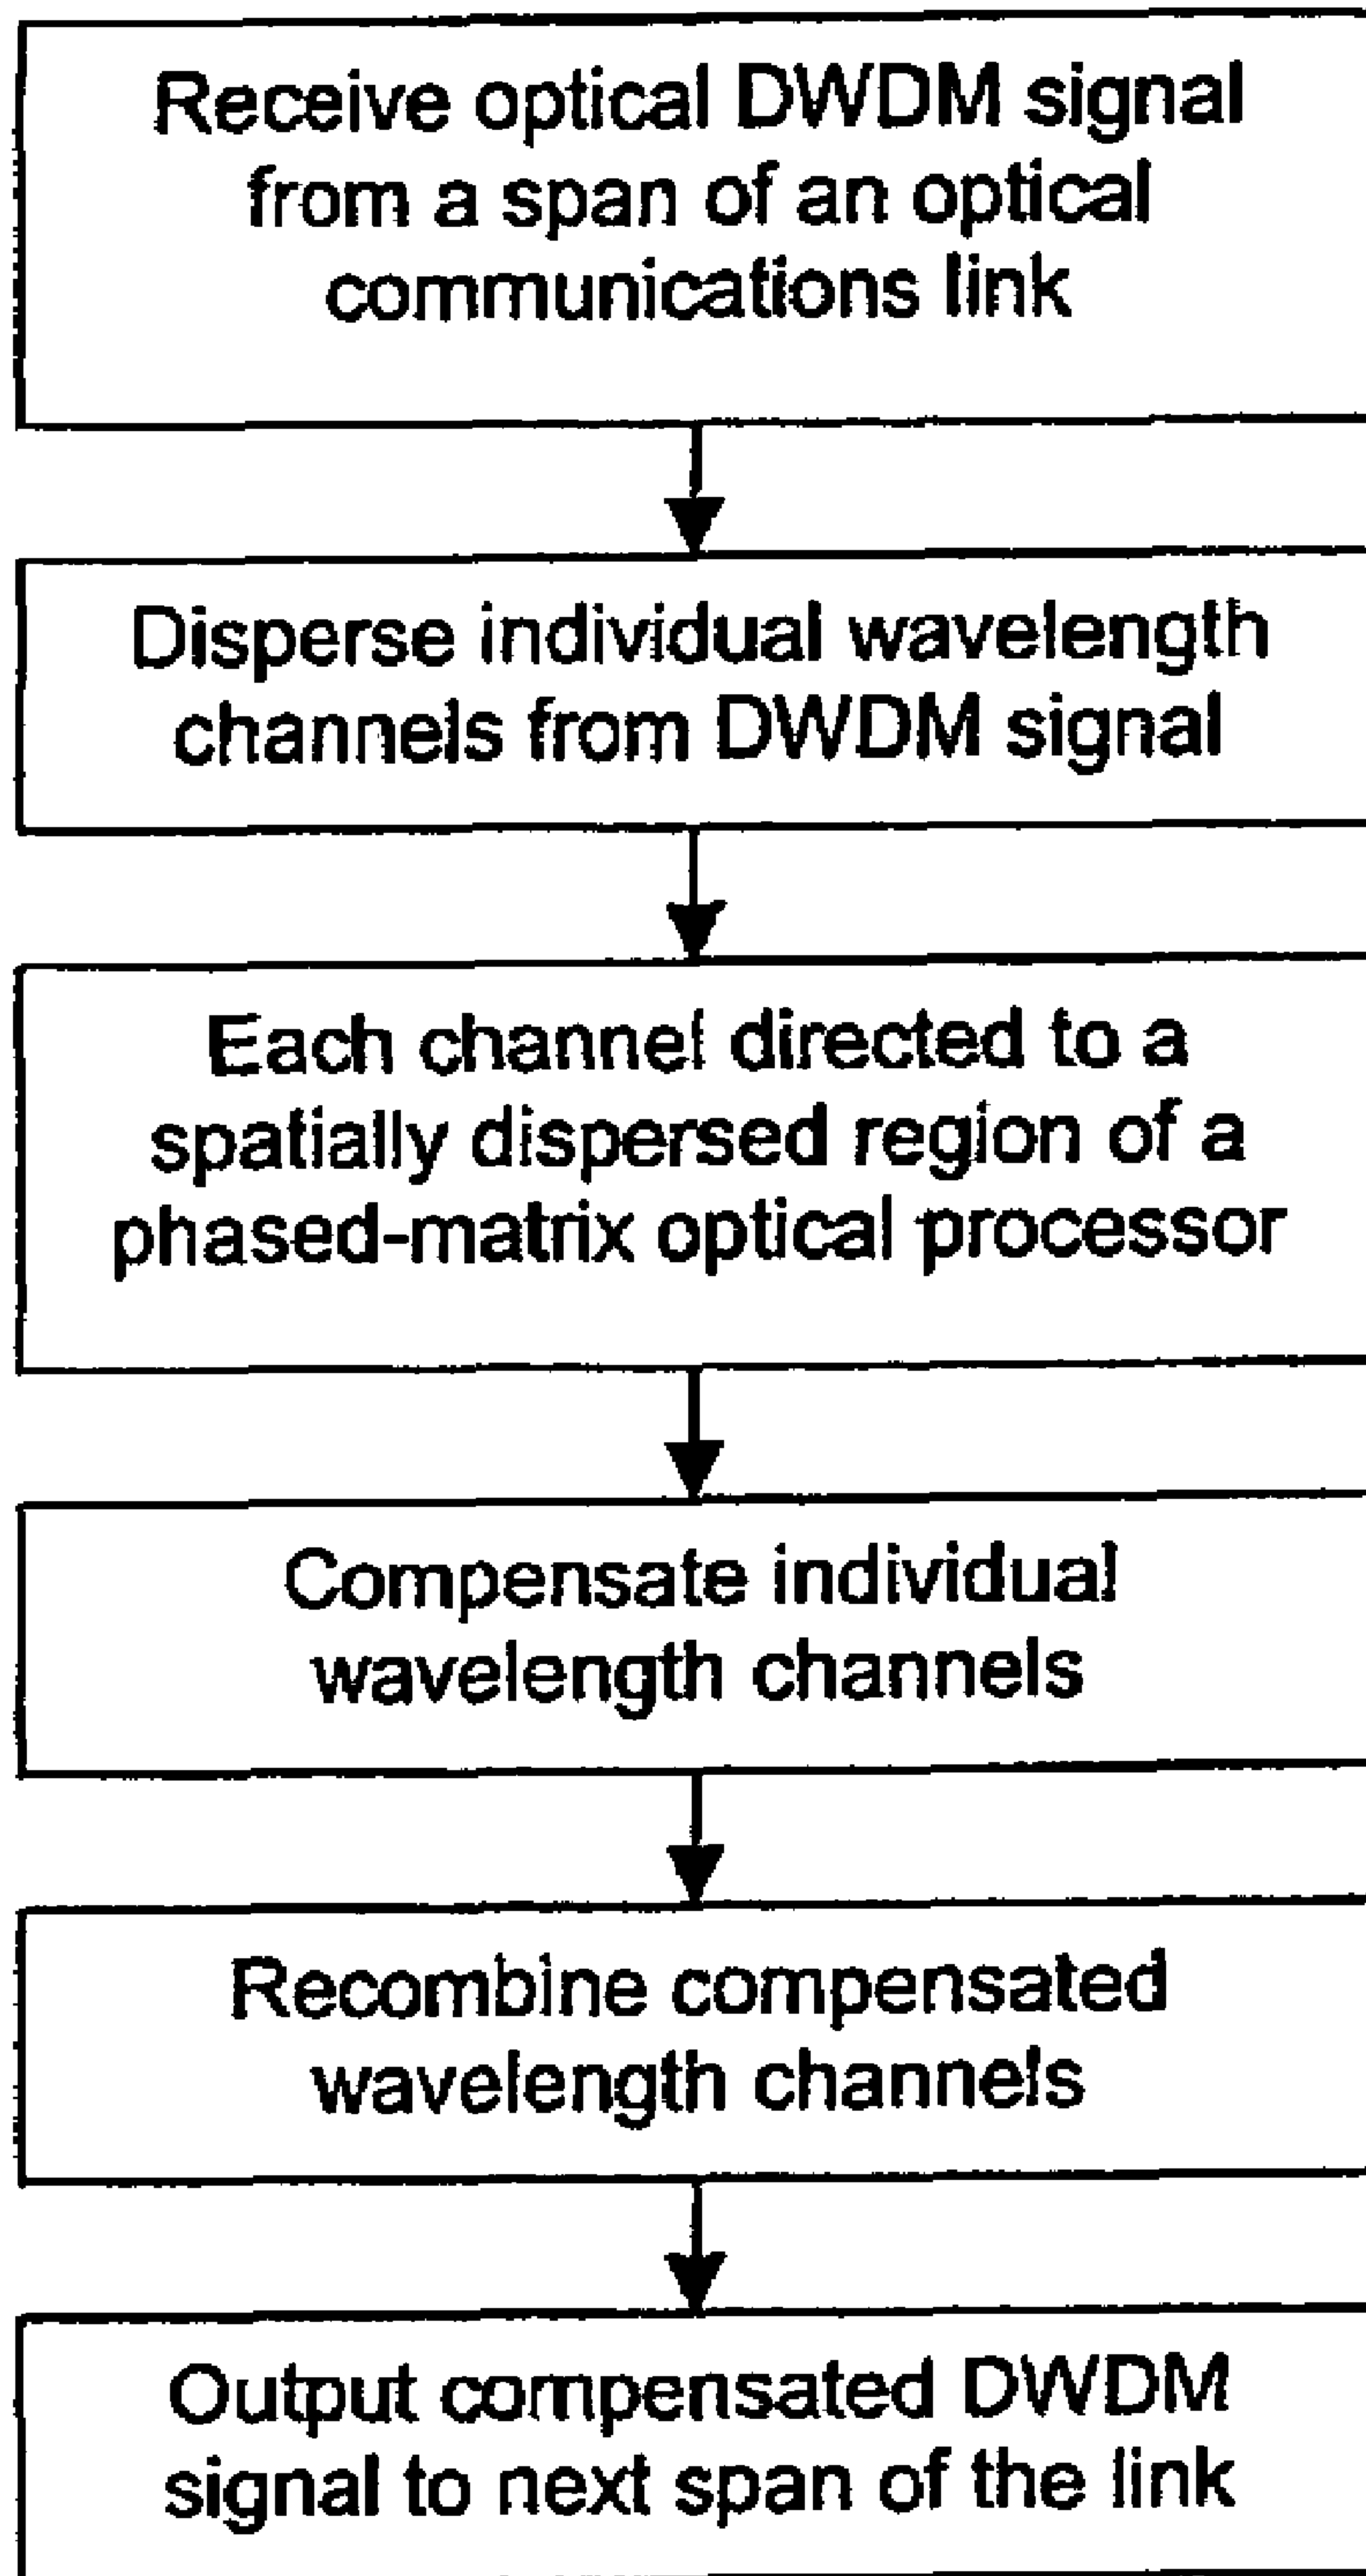 Receive optical DWDM signal
from a span of an optical
communications link
Disperse individual wavelength
channels from DWDM signal
Each channel directed to a
spatially dispersed region of a
phased-matrix optical processor
Compensate individual
wavelength channels
Recombine compensated
wavelength channels
Output compensated DWDM
signal to next span of the link